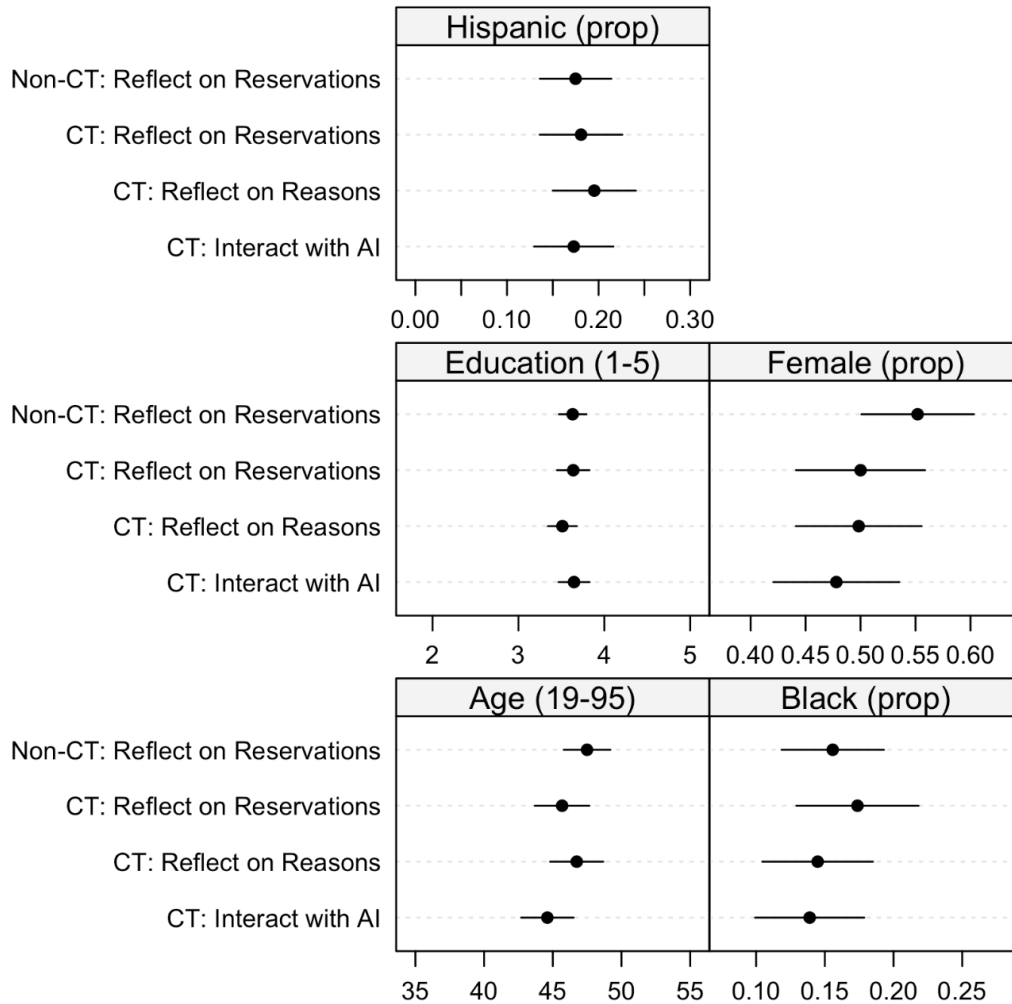 Hispanic (prop)
Non-CT: Reflect on Reservations
CT: Reflect on Reservations
CT: Reflect on Reasons
CT: Interact with AI
0.00 0.10 0.20 0.30
Education (1-5) Female (prop)
Non-CT: Reflect on Reservations
CT: Reflect on Reservations
CT: Reflect on Reasons
CT: Interact with AI
2 3 4 5 0.40 0.45 0.50 0.55 0.60
Age (19-95) Black (prop)
Non-CT: Reflect on Reservations
CT: Reflect on Reservations
CT: Reflect on Reasons
CT: Interact with AI
35 40 45 50 55 0.10 0.15 0.20 0.25